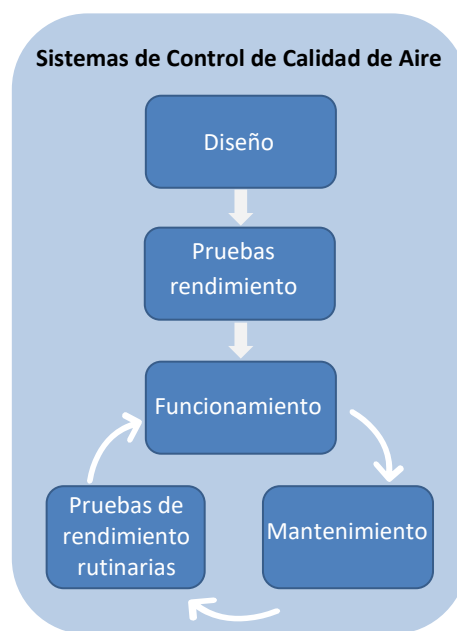 Sistemas de Control de Calidad de Aire
Diseño
Pruebas
rendimiento
Funcionamiento
Pruebas de
rendimiento
rutinarias
Mantenimiento